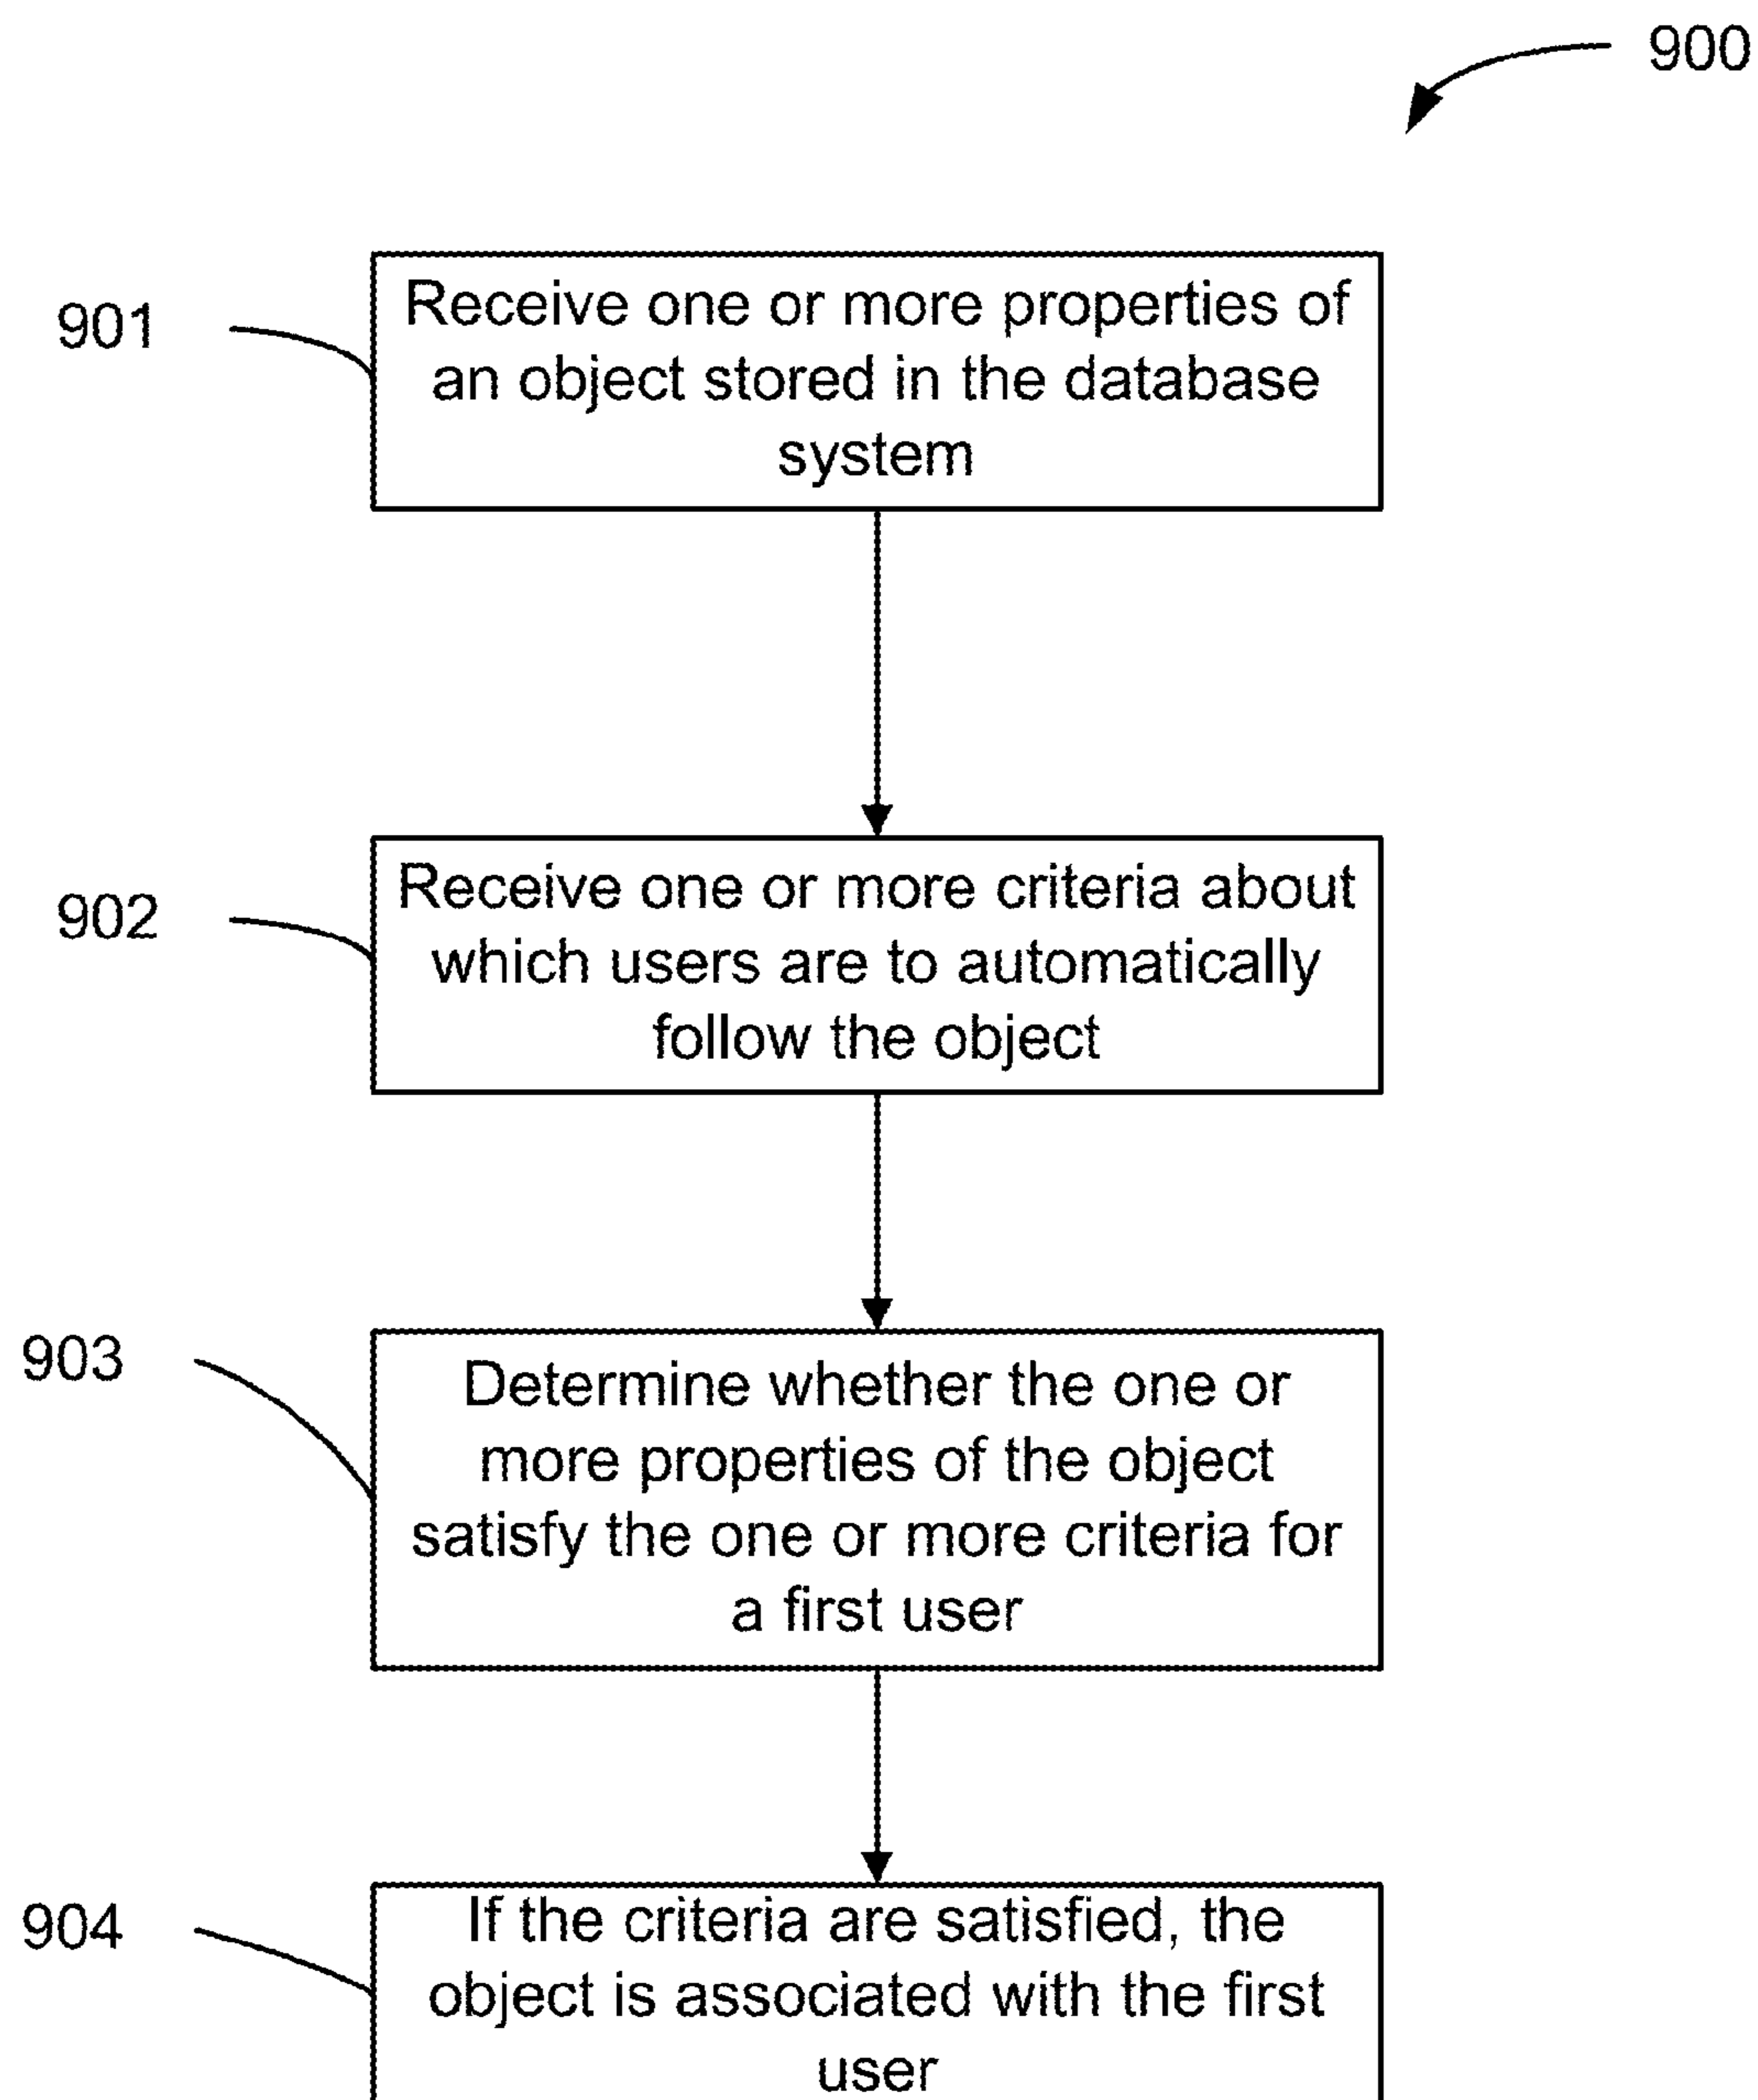 900
901
Receive one or more properties of
an object stored in the database
system
902
Receive one or more criteria about
which users are to automatically
follow the object
903
Determine whether the one or
more properties of the object
satisfy the one or more criteria for
a first user
904
If the criteria are satisfied, the
object is associated with the first
user